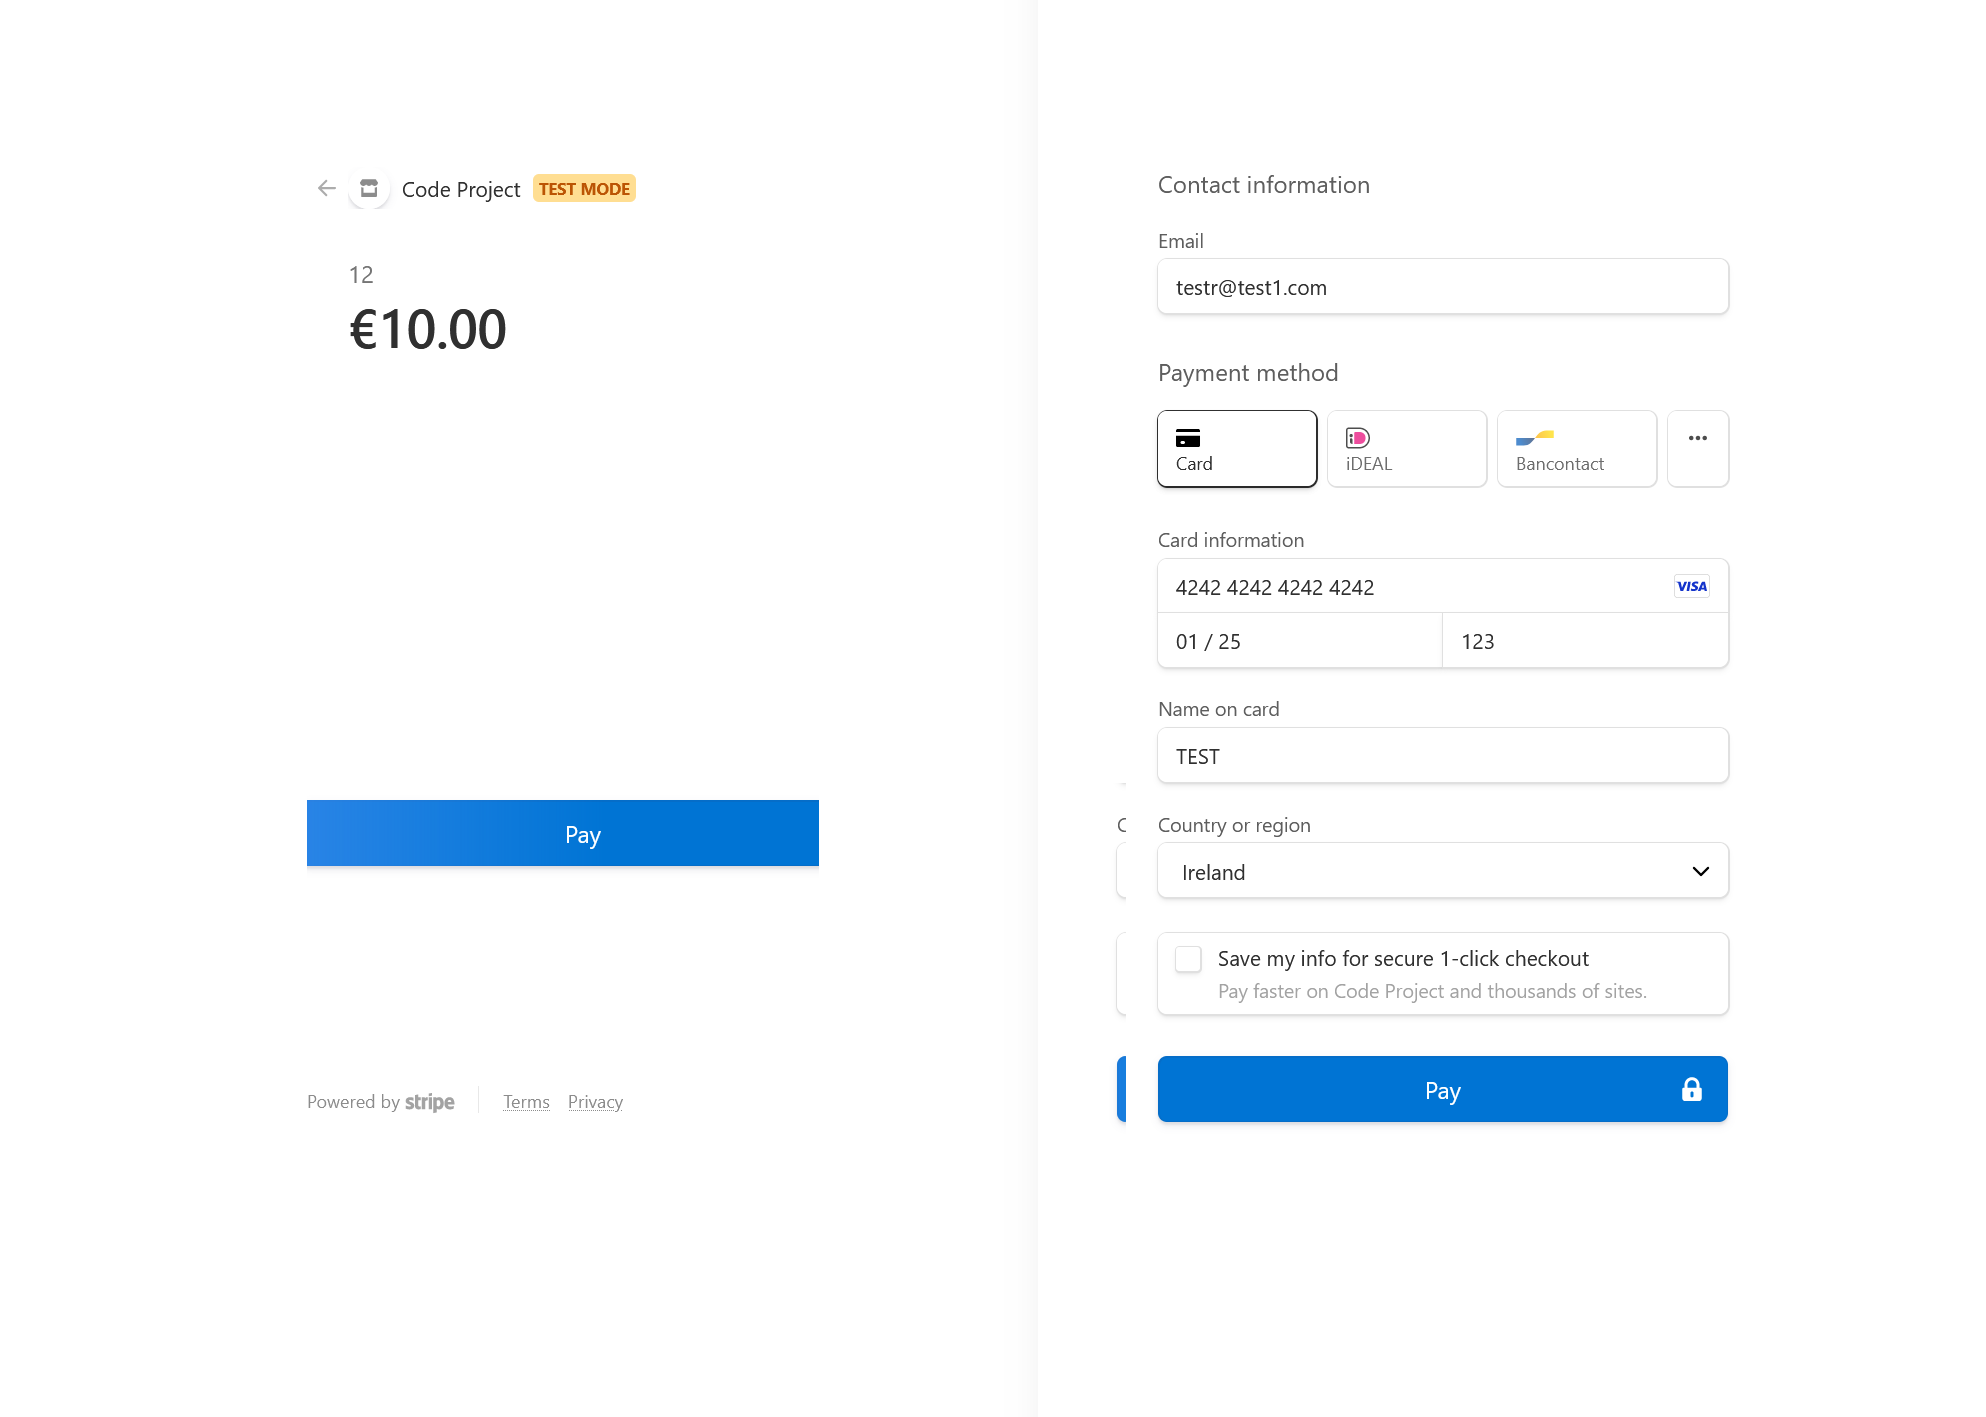 Code Project TEST MODE
12
€10.00
Pay
Powered by stripe
Terms Privacy
Contact information
Email
testr@test1.com
Payment method
Card
iDEAL
Bancontact
Card information
4242 4242 4242 4242
VISA
01 / 25
123
Name on card
TEST
Country or region
Ireland
Save my info for secure 1-click checkout
Pay faster on Code Project and thousands of sites.
Pay